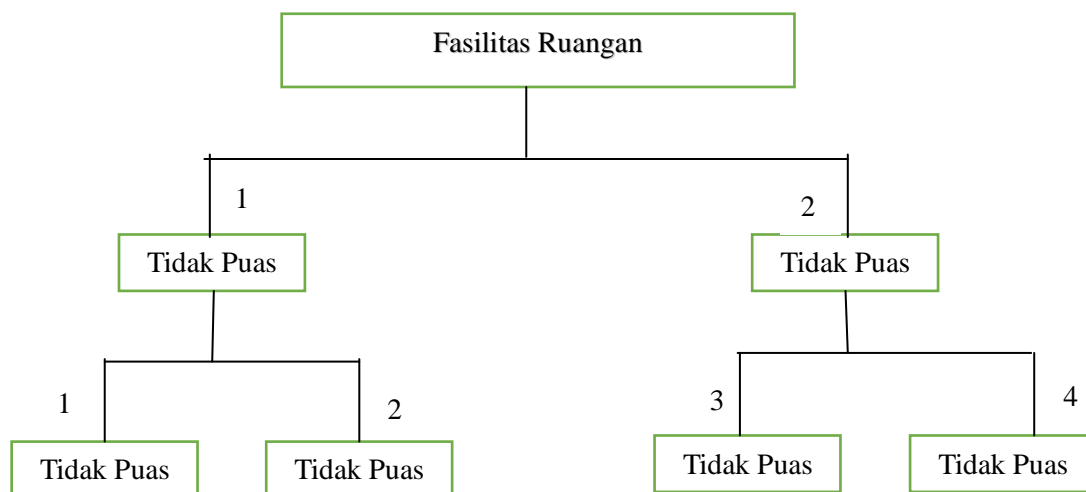 Fasilitas Ruangan
1
2
Tidak Puas
Tidak Puas
1
2
3
4
Tidak Puas
Tidak Puas
Tidak Puas
Tidak Puas